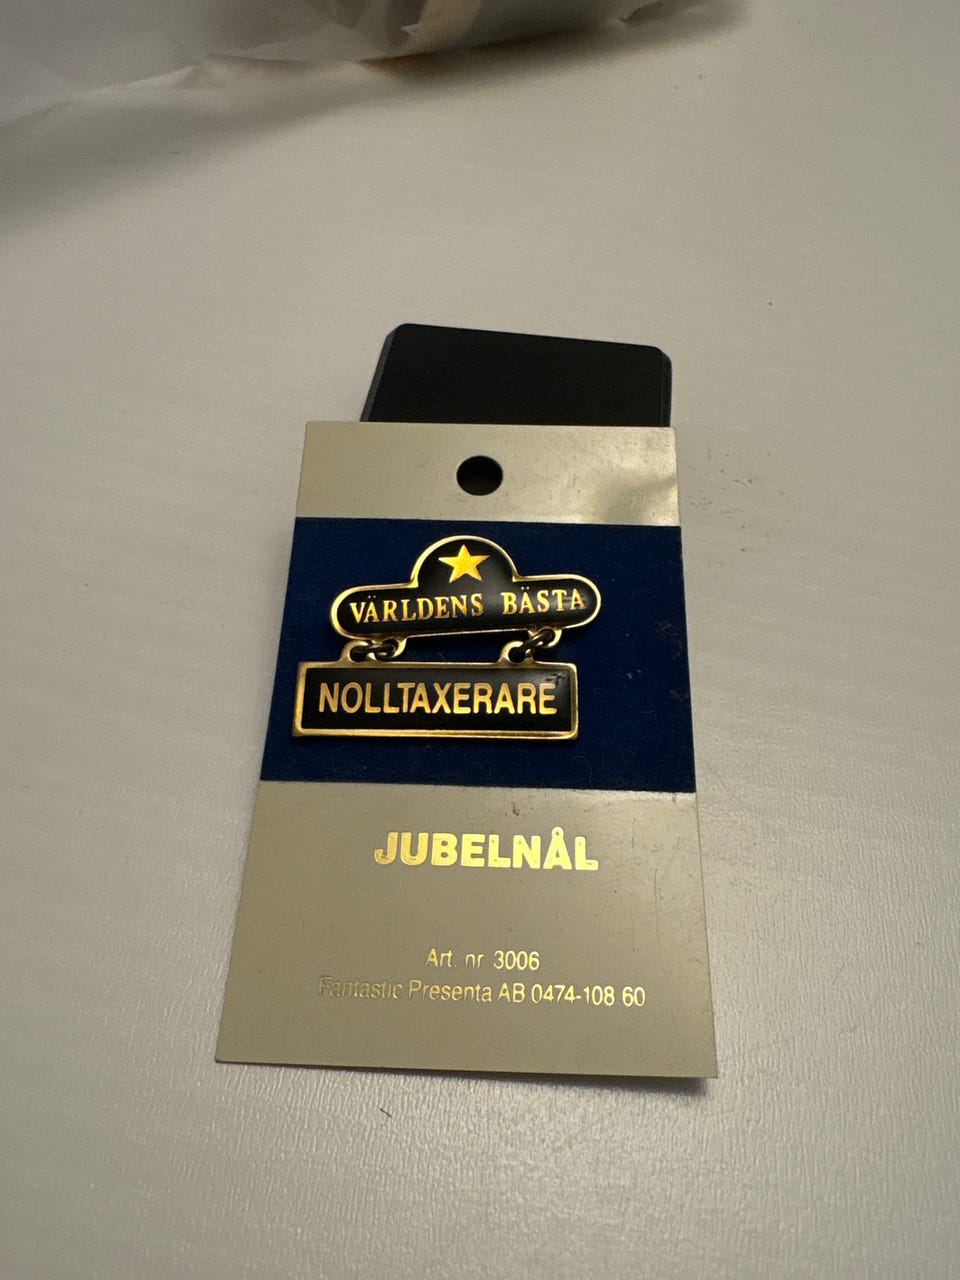 VÄRLDENS BÄSTA
NOLLTAXERARE
JUBELNÅL
Art. nr. 3006
Fantastic Presenta AB 0474-108 60